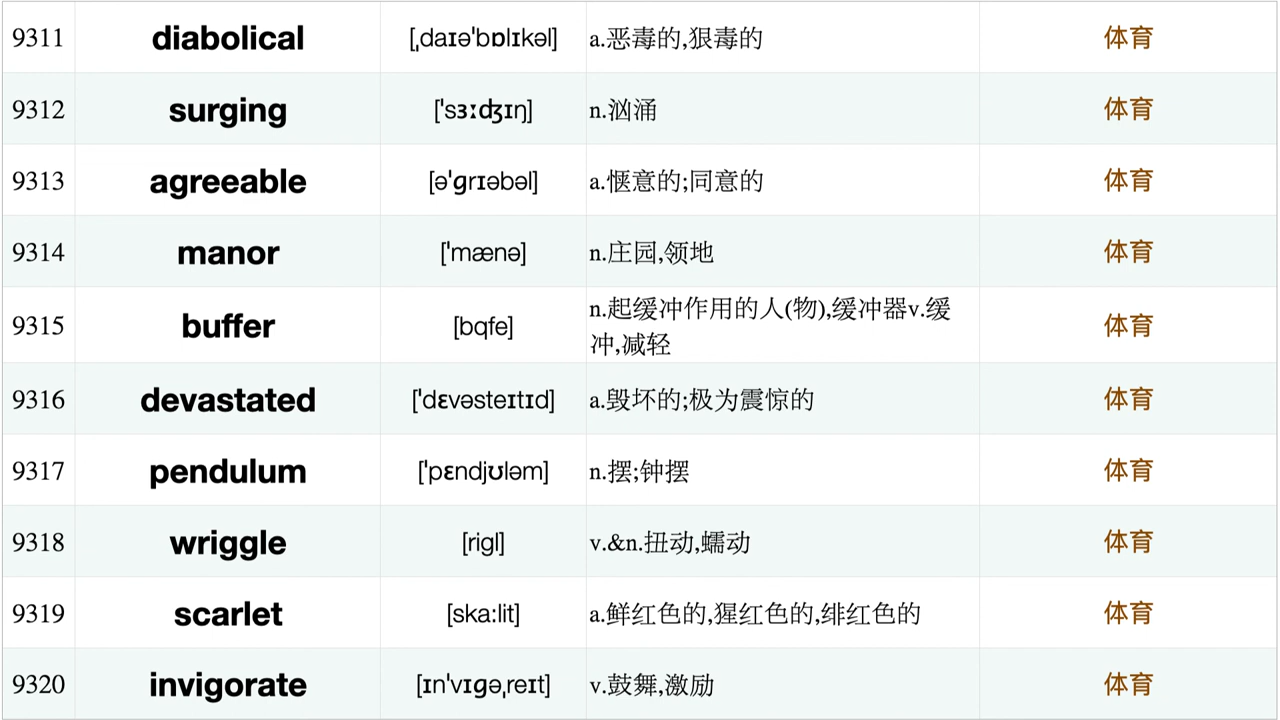 9311 diabolical [ˌdaɪəˈbɒlɪkəl] a.恶毒的,狠毒的 体育
9312 surging [ˈsɜːʤɪŋ] n.汹涌 体育
9313 agreeable [əˈɡrɪəbəl] a.惬意的;同意的 体育
9314 manor [ˈmænə] n.庄园,领地 体育
9315 buffer [bqfe] n.起缓冲作用的人(物),缓冲器v.缓
冲,减轻 体育
9316 devastated [ˈdɛvəsteɪtɪd] a.毁坏的;极为震惊的 体育
9317 pendulum [ˈpɛndjʊləm] n.摆;钟摆 体育
9318 wriggle [rigl] v.&n.扭动,蠕动 体育
9319 scarlet [ska:lit] a.鲜红色的,猩红色的,绯红色的 体育
9320 invigorate [ɪnˈvɪɡəˌreɪt] v.鼓舞,激励 体育